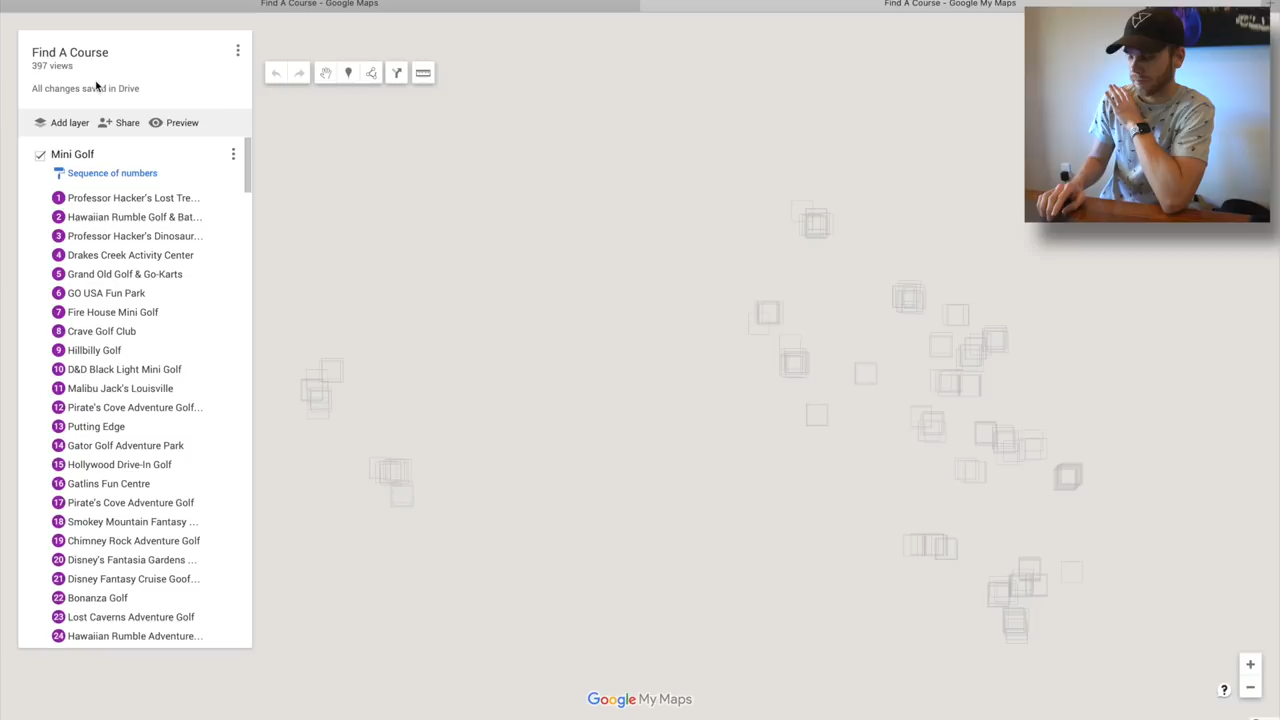 Find A Course - Google Maps
Find A Course - Google My Maps
Find A Course
397 views
All changes saved in Drive
Add layer
Share
Preview
Mini Golf
Sequence of numbers
1 Professor Hacker's Lost Tre...
2 Hawaiian Rumble Golf & Bat...
3 Professor Hacker's Dinosaur...
4 Drakes Creek Activity Center
5 Grand Old Golf & Go-Karts
6 GO USA Fun Park
7 Fire House Mini Golf
8 Crave Golf Club
9 Hillbilly Golf
10 D&D Black Light Mini Golf
11 Malibu Jack's Louisville
12 Pirate's Cove Adventure Golf...
13 Putting Edge
14 Gator Golf Adventure Park
15 Hollywood Drive-In Golf
16 Gatlins Fun Centre
17 Pirate's Cove Adventure Golf
18 Smokey Mountain Fantasy ...
19 Chimney Rock Adventure Golf
20 Disney's Fantasia Gardens ...
21 Disney Fantasy Cruise Goof...
22 Bonanza Golf
23 Lost Caverns Adventure Golf
24 Hawaiian Rumble Adventure...
Google My Maps
?